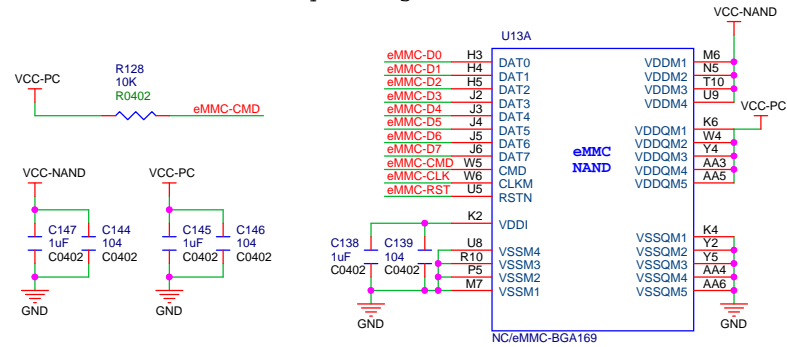 VCC-NAND
U13A
eMMC-D0 H3 DAT0 VDDM1 M6
eMMC-D1 H4 DAT1 VDDM2 N5
eMMC-D2 H5 DAT2 VDDM3 T10
eMMC-D3 J2 DAT3 VDDM4 U9
eMMC-D4 J3 DAT4
eMMC-D5 J4 DAT5 VDDQM1 K6
eMMC-D6 J5 DAT6 VDDQM2 W4
eMMC-D7 J6 DAT7 VDDQM3 Y4
eMMC-CMD W5 CMD VDDQM4 AA3
eMMC-CLK W6 CLKM VDDQM5 AA5
eMMC-RST U5 RSTN
VCC-PC
eMMC
NAND
K2 VDDI
VSSQM1 K4
U8 VSSM4 VSSQM2 Y2
R10 VSSM3 VSSQM3 Y5
P5 VSSM2 VSSQM4 AA4
M7 VSSM1 VSSQM5 AA6
NC/eMMC-BGA169
GND
GND
C138
1uF
C0402
C139
104
C0402
VCC-PC
R128
10K
R0402
eMMC-CMD
VCC-NAND
C147
1uF
C0402
C144
104
C0402
GND
VCC-PC
C145
1uF
C0402
C146
104
C0402
GND